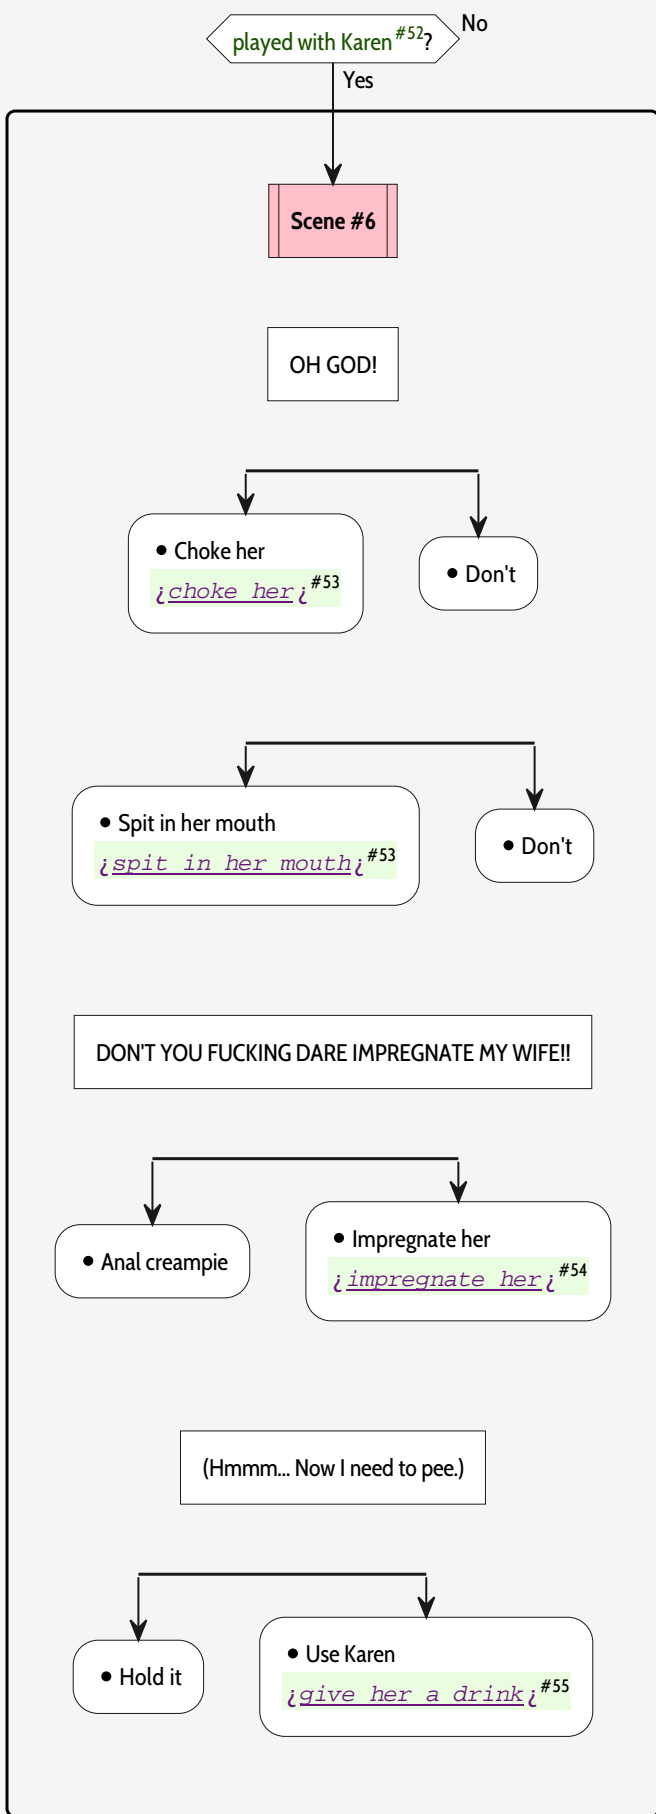 played with Karen #52?
No
Yes
Scene #6
OH GOD!
• Choke her
¿choke her¿ #53
• Don't
• Spit in her mouth
¿spit in her mouth¿ #53
• Don't
DON'T YOU FUCKING DARE IMPREGNATE MY WIFE!!
• Anal creampie
• Impregnate her
¿impregnate her¿ #54
(Hmmm... Now I need to pee.)
• Hold it
• Use Karen
¿give her a drink¿ #55